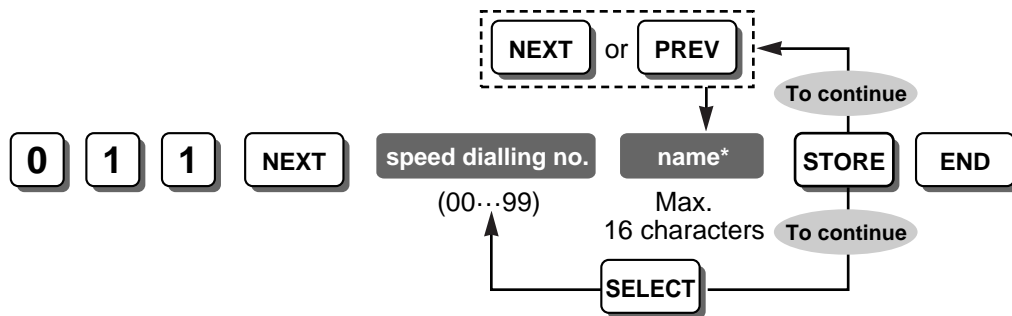 NEXT or PREV
To continue
0 1 1 NEXT speed dialling no. name* STORE END
(00···99) Max.
16 characters To continue
SELECT